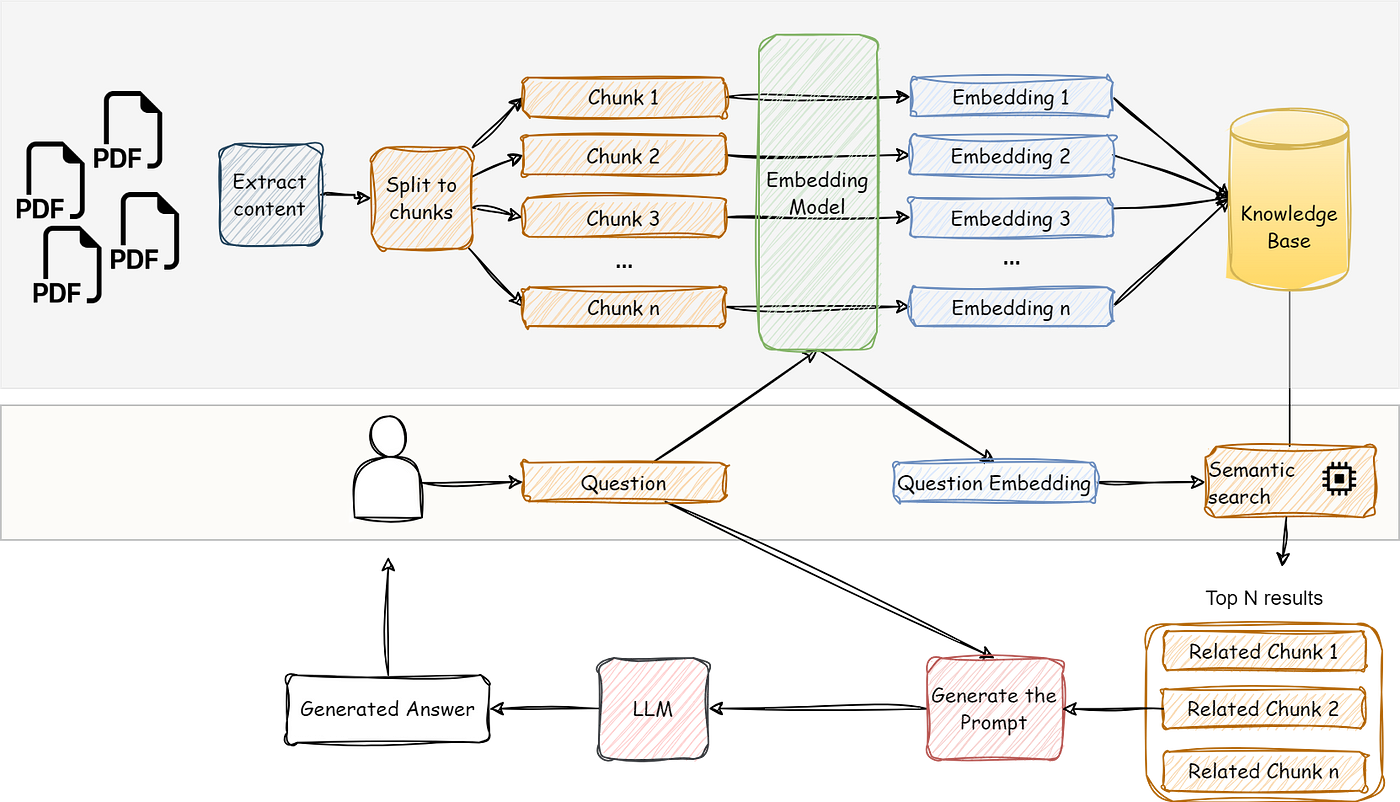 PDF
PDF
PDF
PDF
Extract
content
Split to
chunks
Chunk 1
Chunk 2
Chunk 3
...
Chunk n
Embedding
Model
Embedding 1
Embedding 2
Embedding 3
...
Embedding n
Knowledge
Base
Question
Question Embedding
Semantic
search
Top N results
Related Chunk 1
Related Chunk 2
Related Chunk n
Generate the
Prompt
LLM
Generated Answer